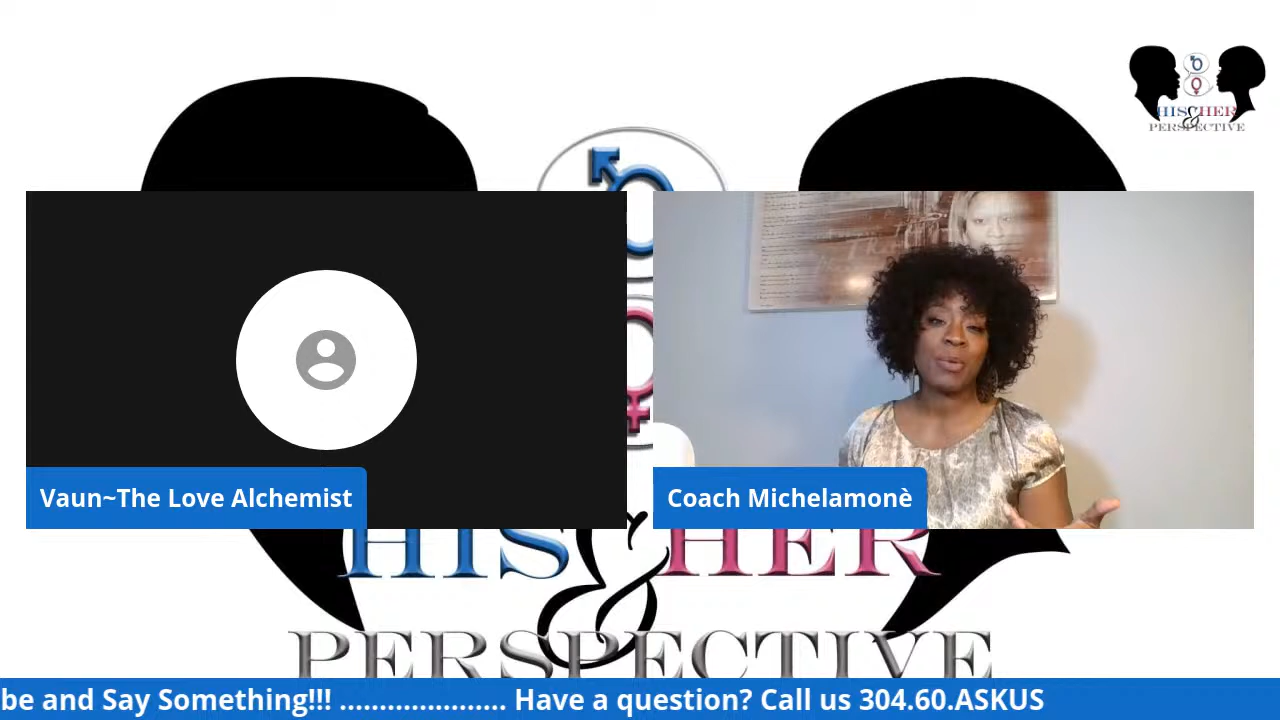 HIS & HER
PERSPECTIVE
Vaun~The Love Alchemist
Coach Michelamonè
HIS & HER
PERSPECTIVE
be and Say Something!!! ..................... Have a question? Call us 304.60.ASKUS